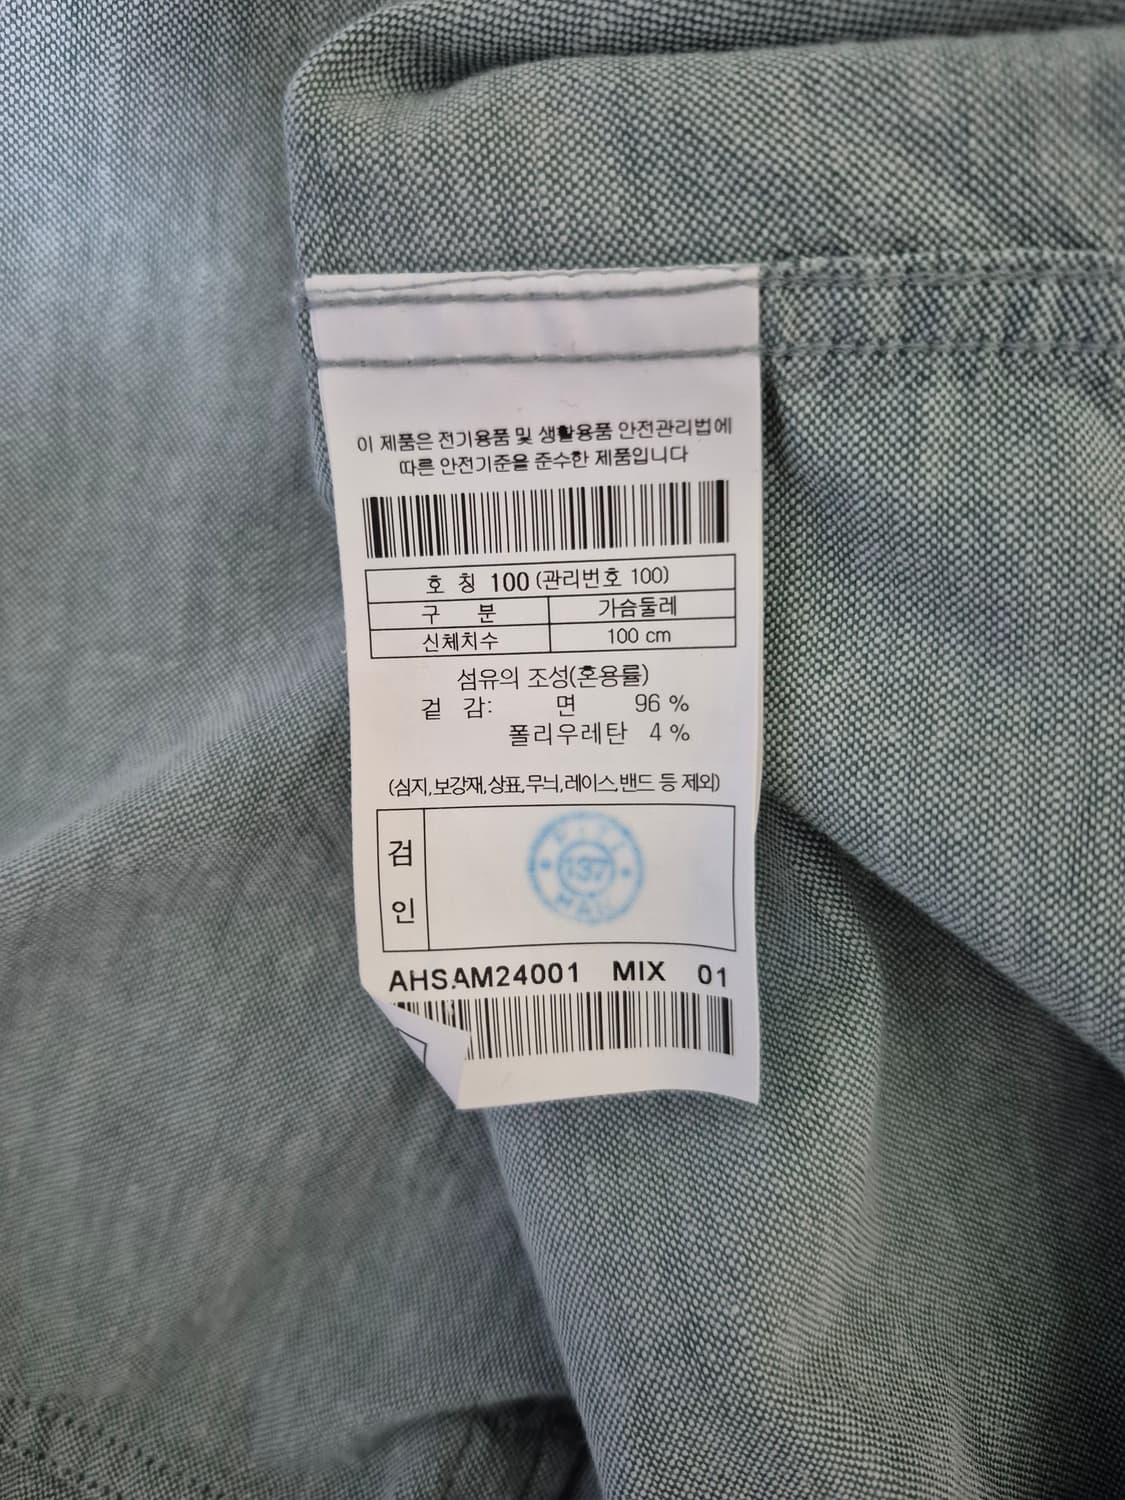 이 제품은 전기용품 및 생활용품 안전관리법에
따른 안전기준을 준수한 제품입니다
호 칭 100 (관리번호 100)
구 분 가슴둘레
신체치수 100 cm
섬유의 조성(혼용률)
겉 감: 면 96 %
폴리우레탄 4 %
(심지,보강재,상표,무늬,레이스,밴드 등 제외)
검
인
137
AHSAM24001 MIX 01